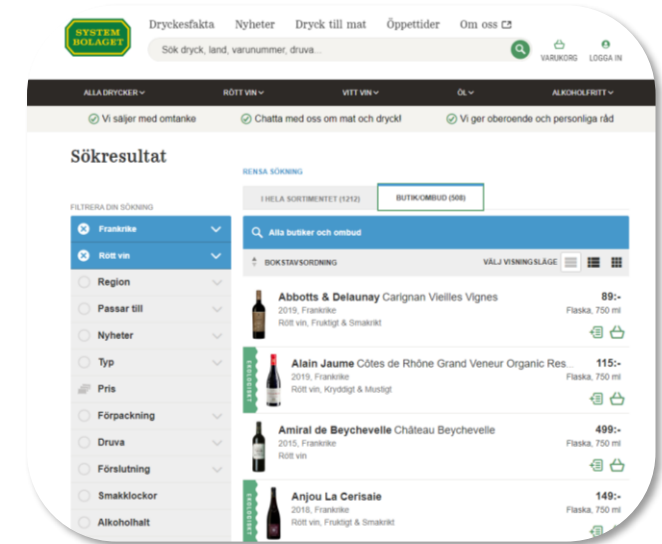 SYSTEM
BOLAGET
Dryckesfakta Nyheter Dryck till mat Öppettider Om oss
Sök dryck, land, varunummer, druva...
VARUKORG LOGGA IN
ALLA DRYCKER RÖTT VIN VITT VIN ÖL ALKOHOLFRITT
Vi säljer med omtanke Chatta med oss om mat och dryck! Vi ger oberoende och personliga råd
Sökresultat
RENSA SÖKNING
FILTRERA DIN SÖKNING
I HELA SORTIMENTET (1212) BUTIK/OMBUD (508)
Frankrike
Rött vin
Region
Passar till
Nyheter
Typ
Pris
Förpackning
Druva
Förslutning
Smakklockor
Alkoholhalt
Alla butiker och ombud
BOKSTAVSORDNING VÄLJ VISNINGSLÄGE
Abbotts & Delaunay Carignan Vieilles Vignes 89:-
2019, Frankrike Flaska, 750 ml
Rött vin, Fruktigt & Smakrikt
EKOLOGISKT
Alain Jaume Côtes de Rhône Grand Veneur Organic Res... 115:-
2019, Frankrike Flaska, 750 ml
Rött vin, Kryddigt & Mustigt
Amiral de Beychevelle Château Beychevelle 499:-
2015, Frankrike Flaska, 750 ml
Rött vin
EKOLOGISKT
Anjou La Cerisaie 149:-
2018, Frankrike Flaska, 750 ml
Rött vin, Fruktigt & Smakrikt